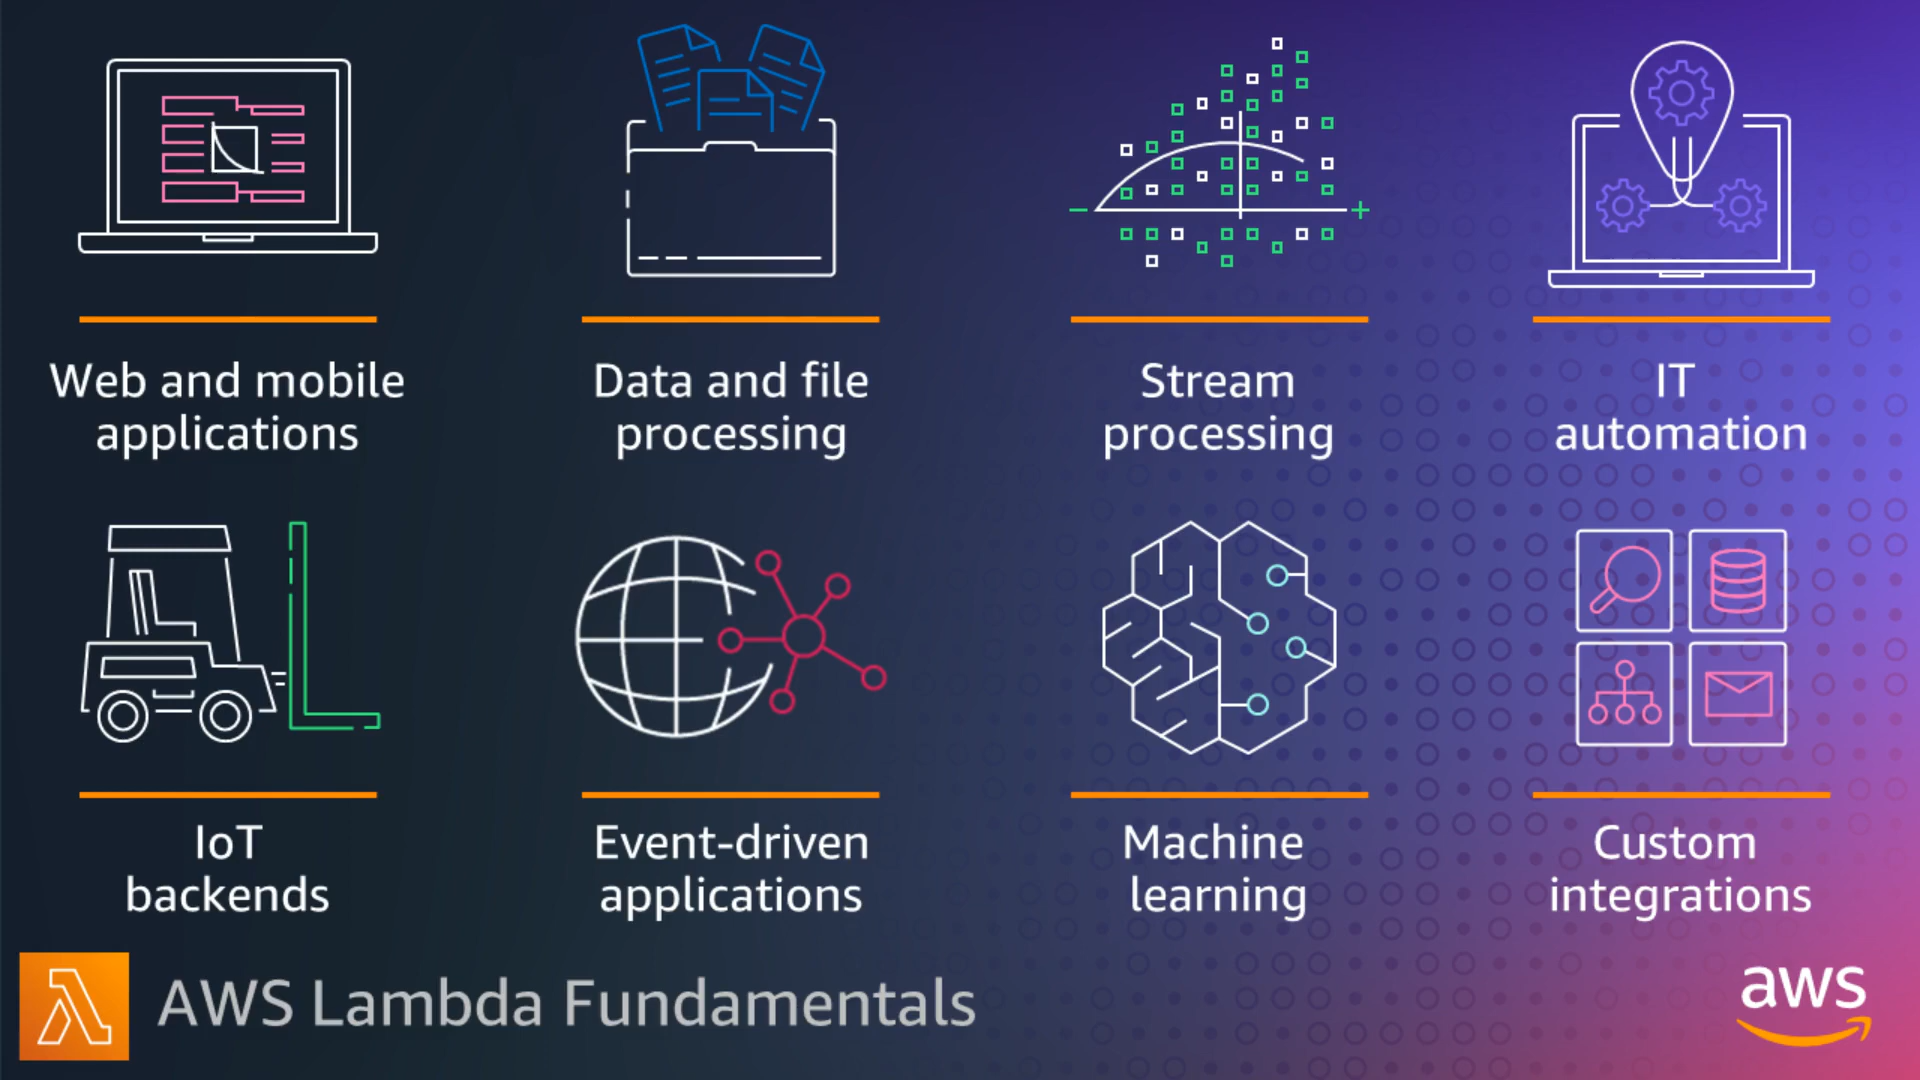 Web and mobile
applications
Data and file
processing
Stream
processing
IT
automation
IoT
backends
Event-driven
applications
Machine
learning
Custom
integrations
AWS Lambda Fundamentals
aws